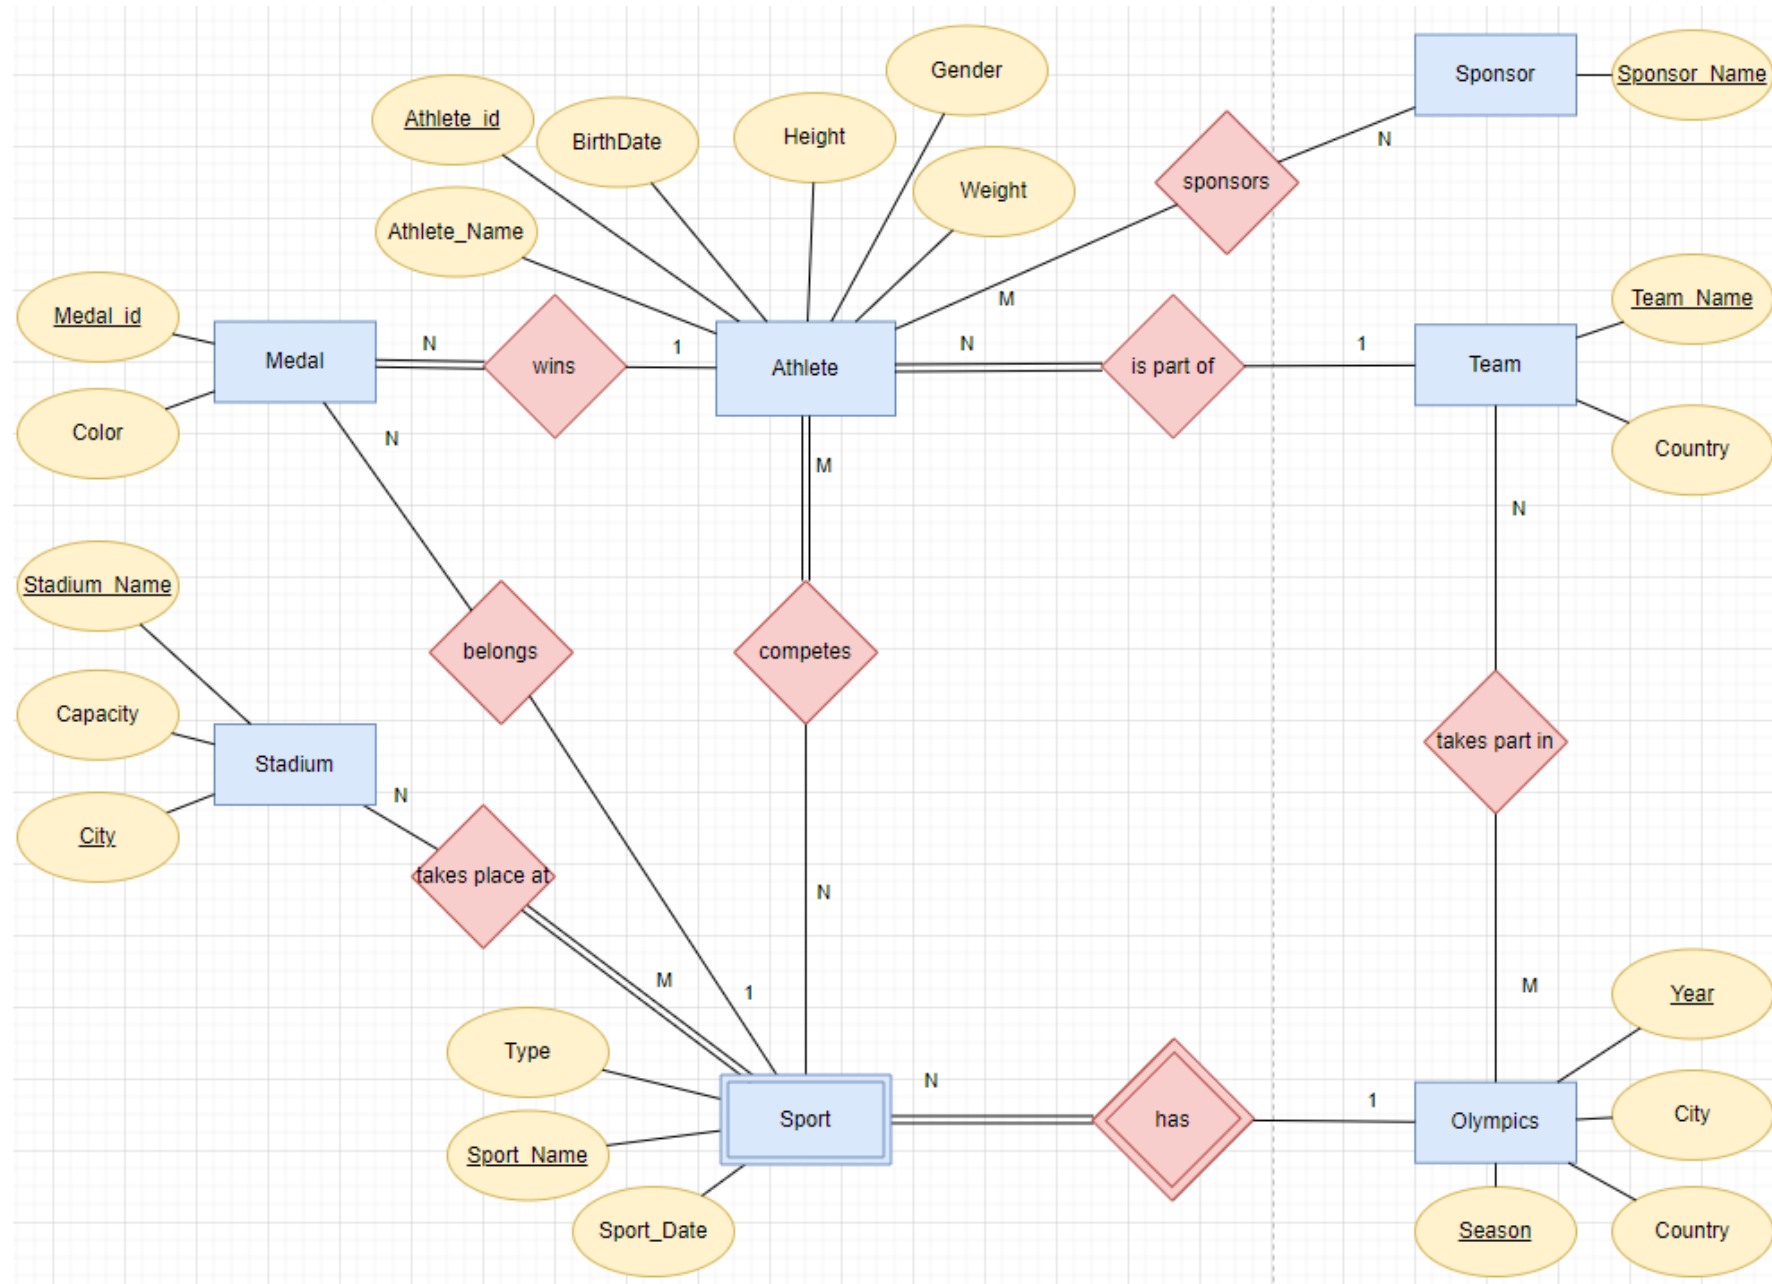 Gender
Sponsor
Sponsor_Name
Athlete_id
BirthDate
Height
N
sponsors
Weight
Athlete_Name
M
Team_Name
Medal_id
Medal
N
wins
1
Athlete
N
is part of
1
Team
Color
N
M
Country
N
Stadium_Name
belongs
competes
Capacity
Stadium
takes part in
N
City
takes place at
N
M
1
M
Year
Type
N
1
City
Sport
has
Olympics
Sport_Name
Sport_Date
Season
Country